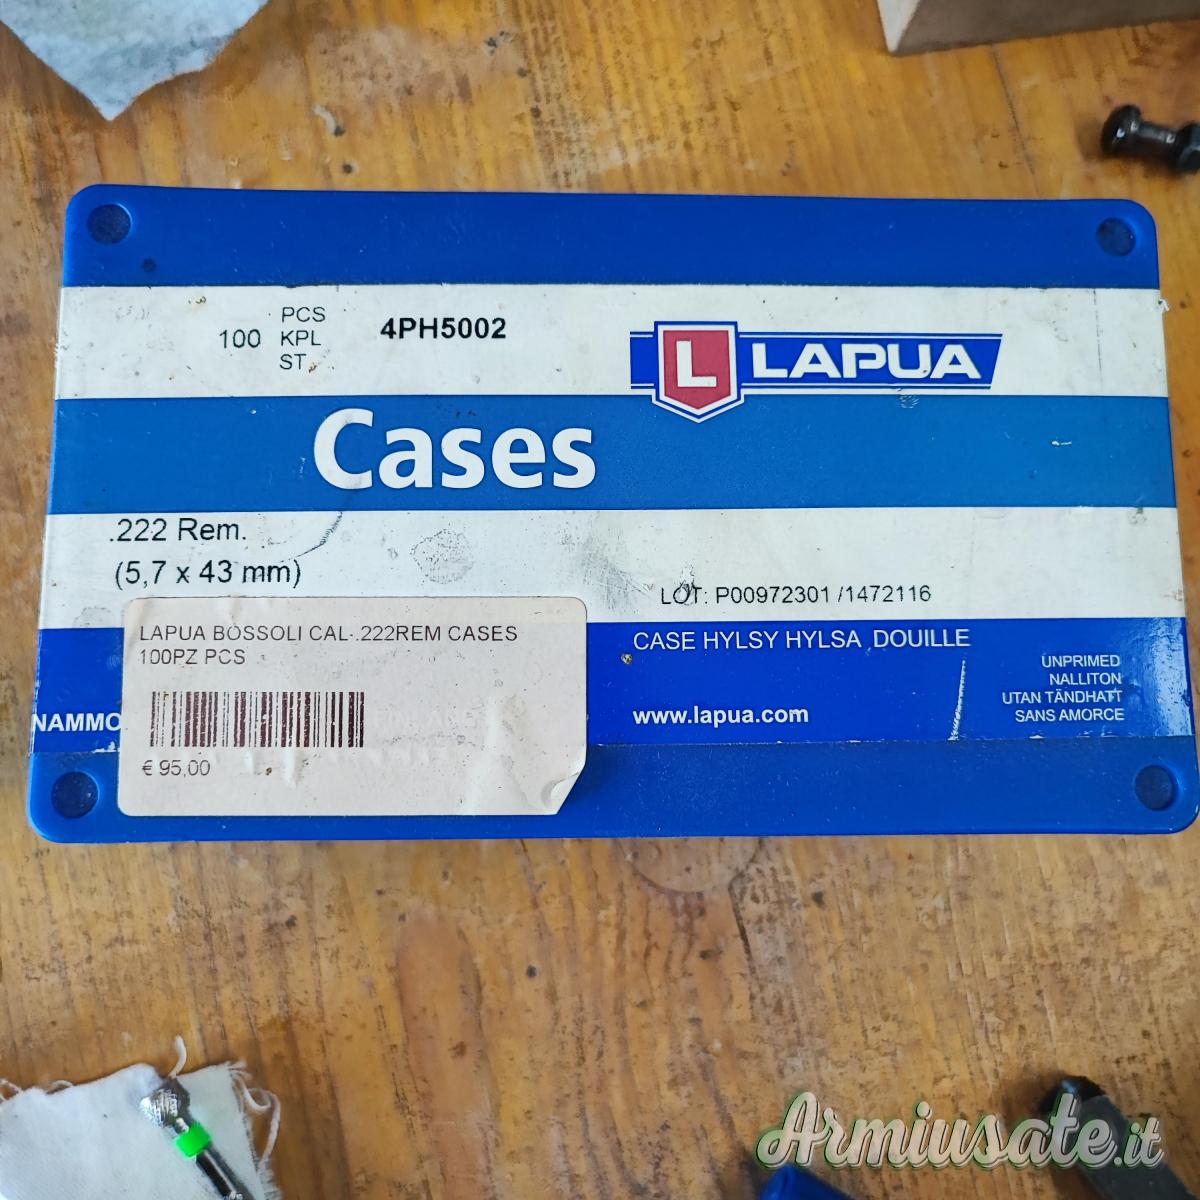 100
PCS
KPL
ST
4PH5002
L LAPUA
Cases
.222 Rem.
(5,7 x 43 mm)
LOT: P00972301 /1472116
LAPUA BOSSOLI CAL-.222REM CASES
100PZ PCS
€ 95,00
NAMMO
CASE HYLSY HYLSA DOUILLE
www.lapua.com
UNPRIMED
NALLITON
UTAN TÄNDHATT
SANS AMORCE
Armiusate.it